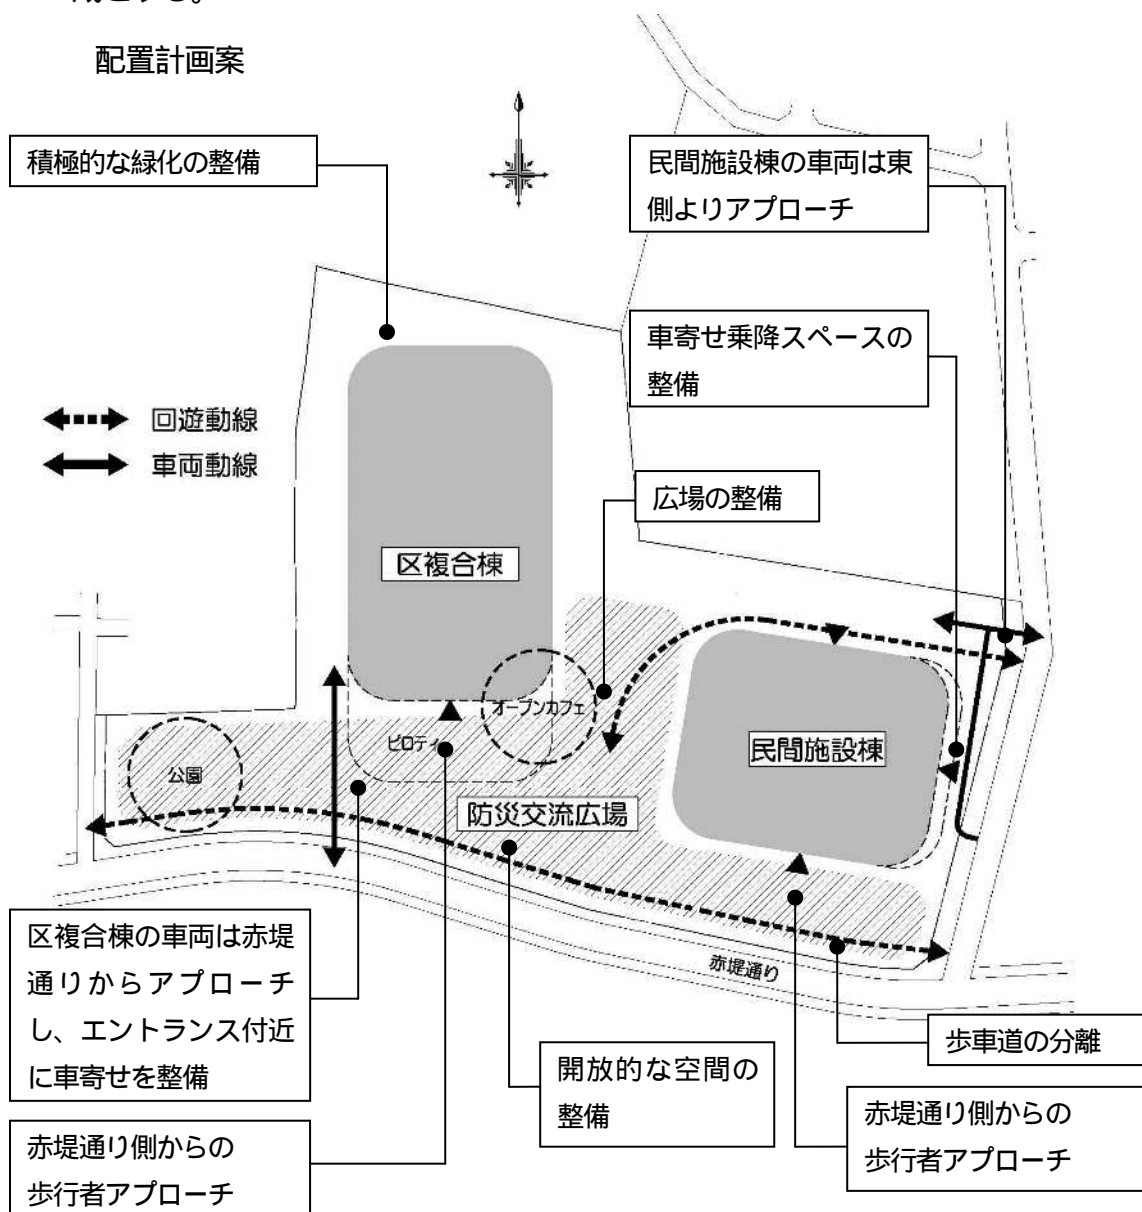 配置計画案
積極的な緑化の整備
民間施設棟の車両は東
側よりアプローチ
車寄せ乗降スペースの
整備
回遊動線
車両動線
広場の整備
区複合棟
オープンカフェ
ピロティ
民間施設棟
公園
防災交流広場
赤堤通り
区複合棟の車両は赤堤
通りからアプローチ
し、エントランス付近
に車寄せを整備
開放的な空間の
整備
歩車道の分離
赤堤通り側からの
歩行者アプローチ
赤堤通り側からの
歩行者アプローチ